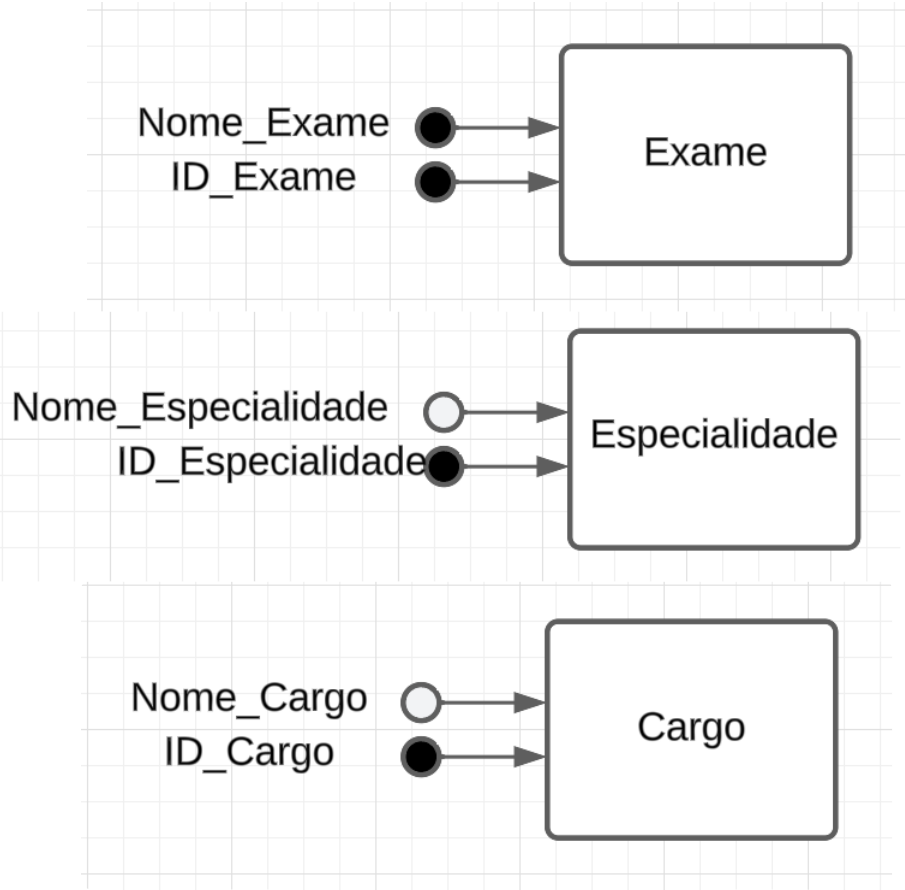 Nome_Exame
ID_Exame
Exame
Nome_Especialidade
ID_Especialidade
Especialidade
Nome_Cargo
ID_Cargo
Cargo